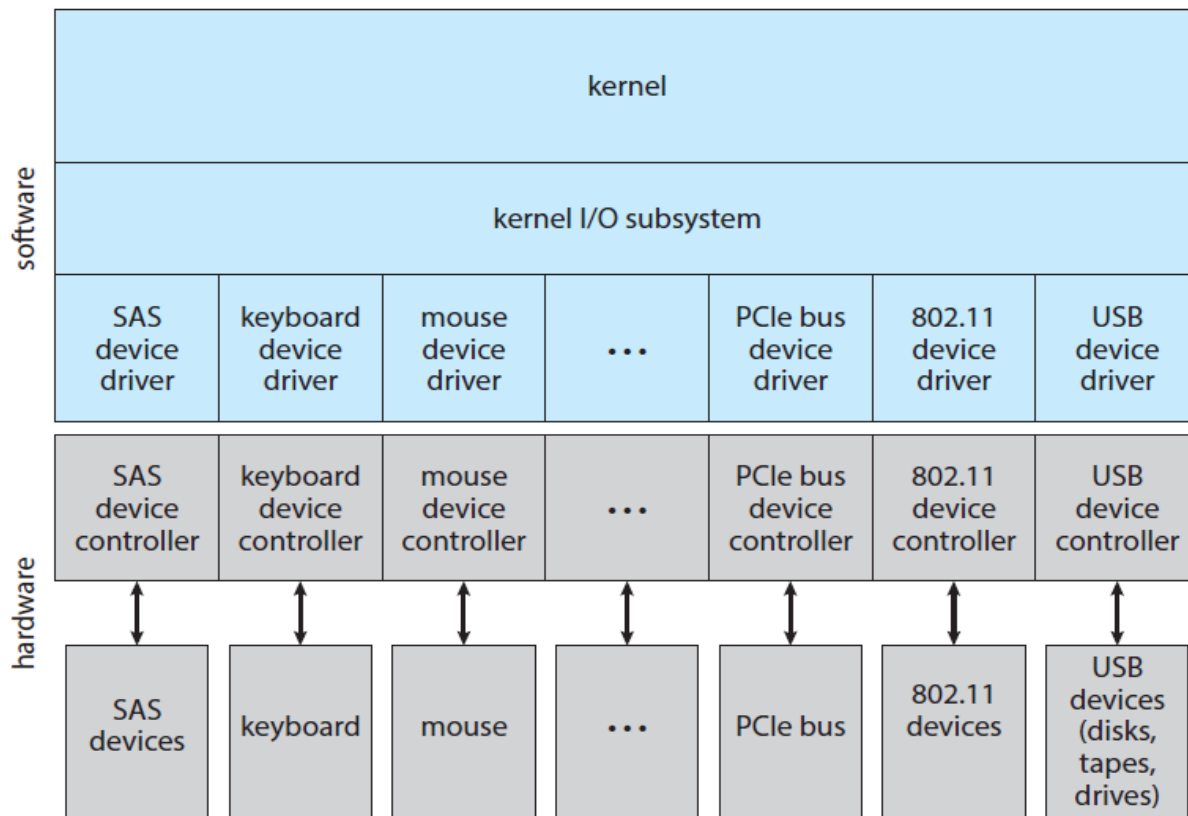 software
kernel
kernel I/O subsystem
SAS
device
driver
keyboard
device
driver
mouse
device
driver
...
PCIe bus
device
driver
802.11
device
driver
USB
device
driver
hardware
SAS
device
controller
keyboard
device
controller
mouse
device
controller
...
PCIe bus
device
controller
802.11
device
controller
USB
device
controller
SAS
devices
keyboard
mouse
...
PCIe bus
802.11
devices
USB
devices
(disks,
tapes,
drives)